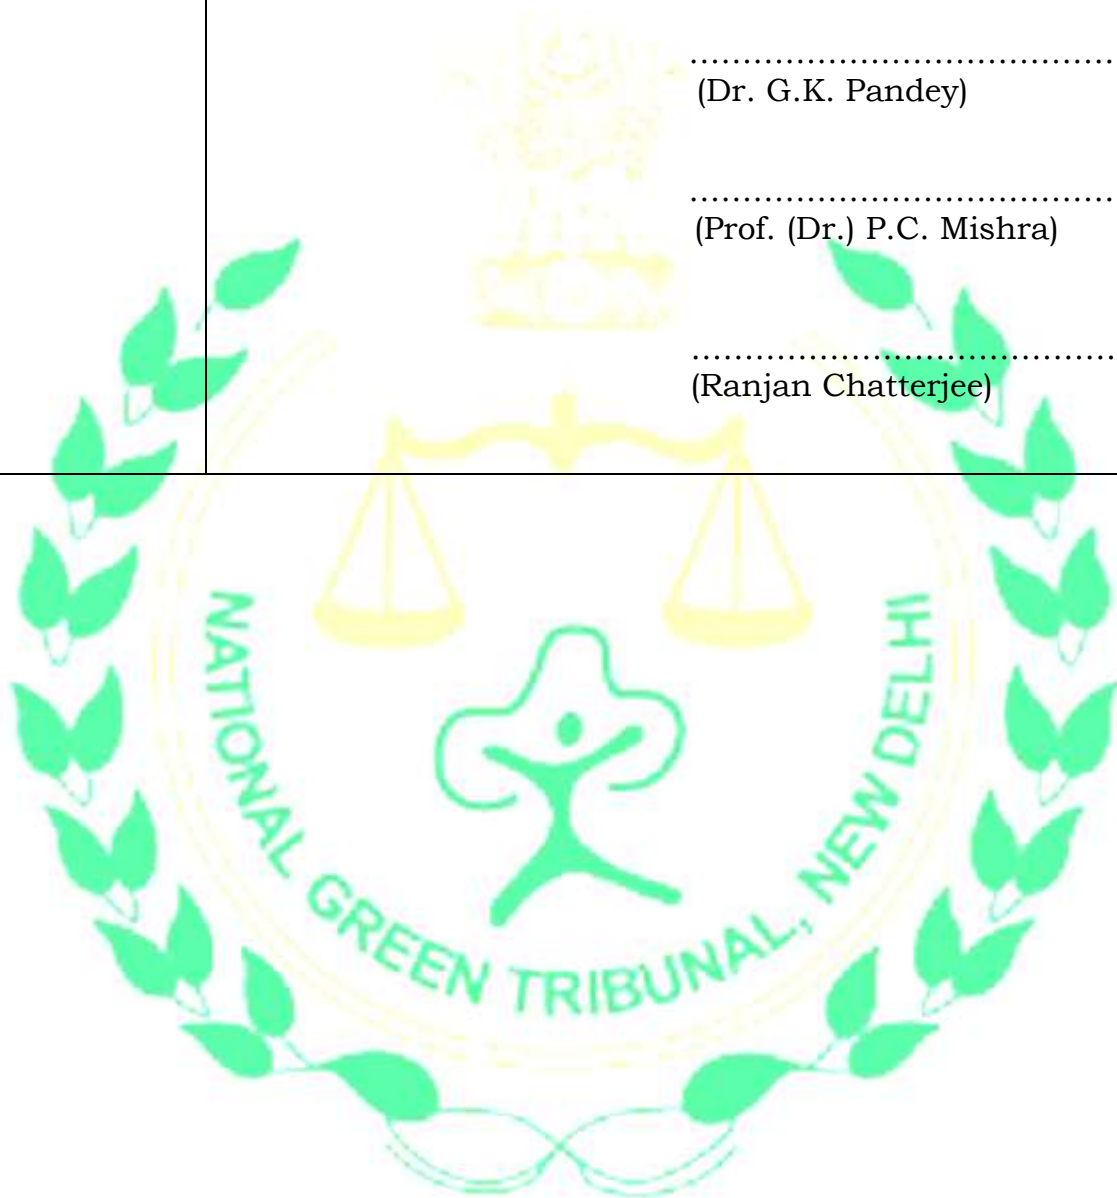 ……………………………………
(Dr. G.K. Pandey)
……………………………………
(Prof. (Dr.) P.C. Mishra)
……………………………………
(Ranjan Chatterjee)
NATIONAL GREEN TRIBUNAL, NEW DELHI